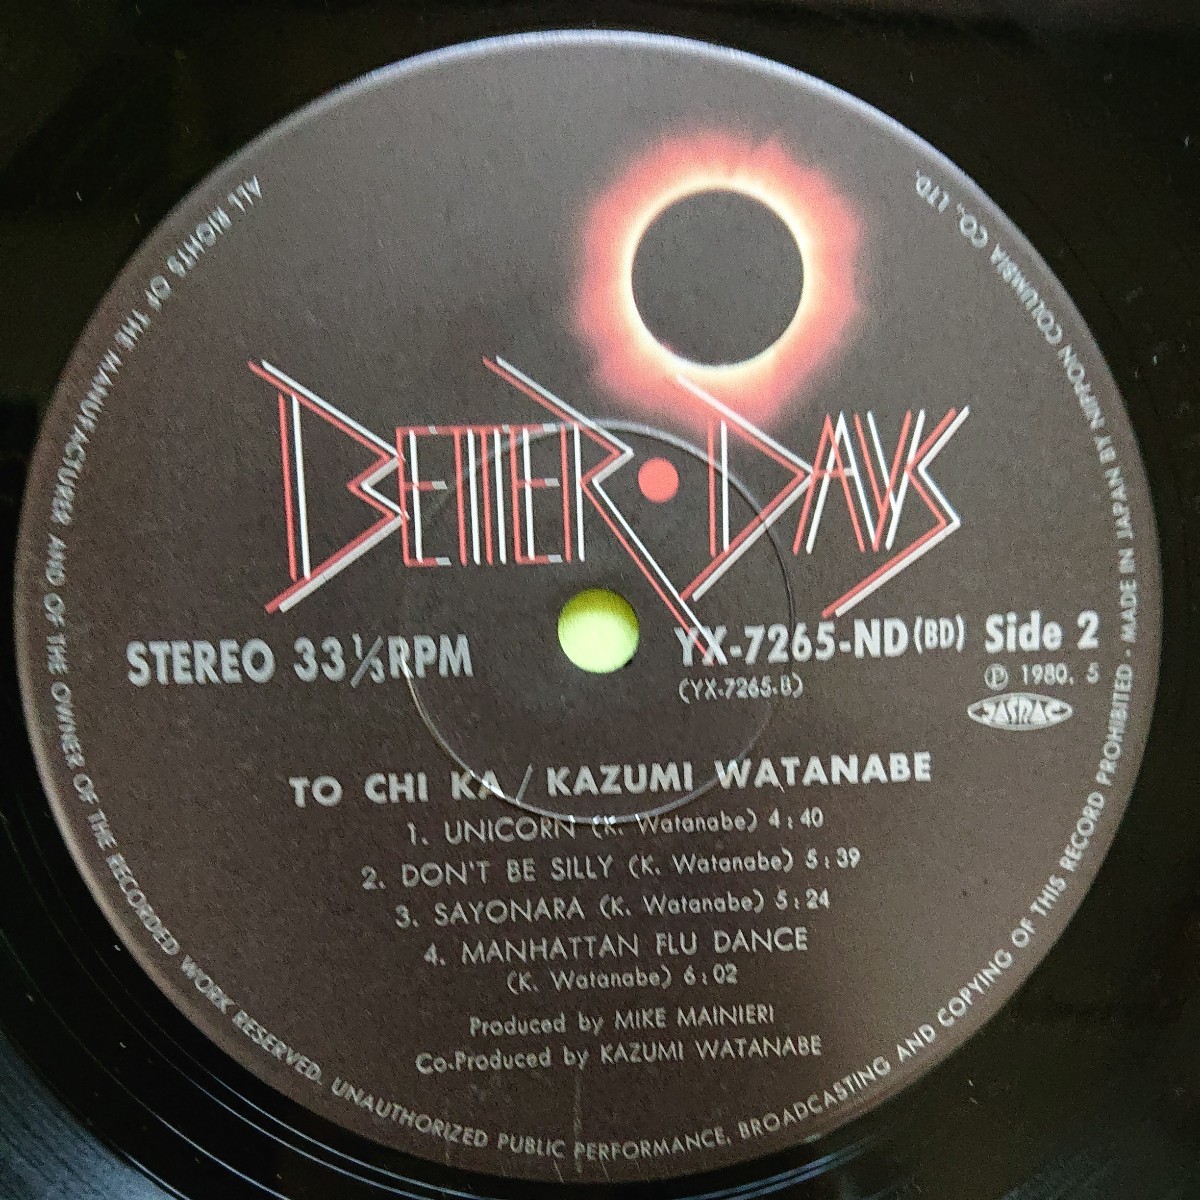 BETTER • DAYS
STEREO 33⅓RPM
YX-7265-ND(BD) Side 2
(YX-7265-B)
Ⓟ 1980. 5
JASRAC
TO CHI KA / KAZUMI WATANABE
1. UNICORN (K. Watanabe) 4:40
2. DON'T BE SILLY (K. Watanabe) 5:39
3. SAYONARA (K. Watanabe) 5:24
4. MANHATTAN FLU DANCE
(K. Watanabe) 6:02
Produced by MIKE MAINIERI
Co-Produced by KAZUMI WATANABE
ALL RIGHTS OF THE MANUFACTURER AND OF THE OWNER OF THE RECORDED WORK RESERVED. UNAUTHORIZED PUBLIC PERFORMANCE, BROADCASTING AND COPYING OF THIS RECORD PROHIBITED · MADE IN JAPAN BY NIPPON COLUMBIA CO., LTD.